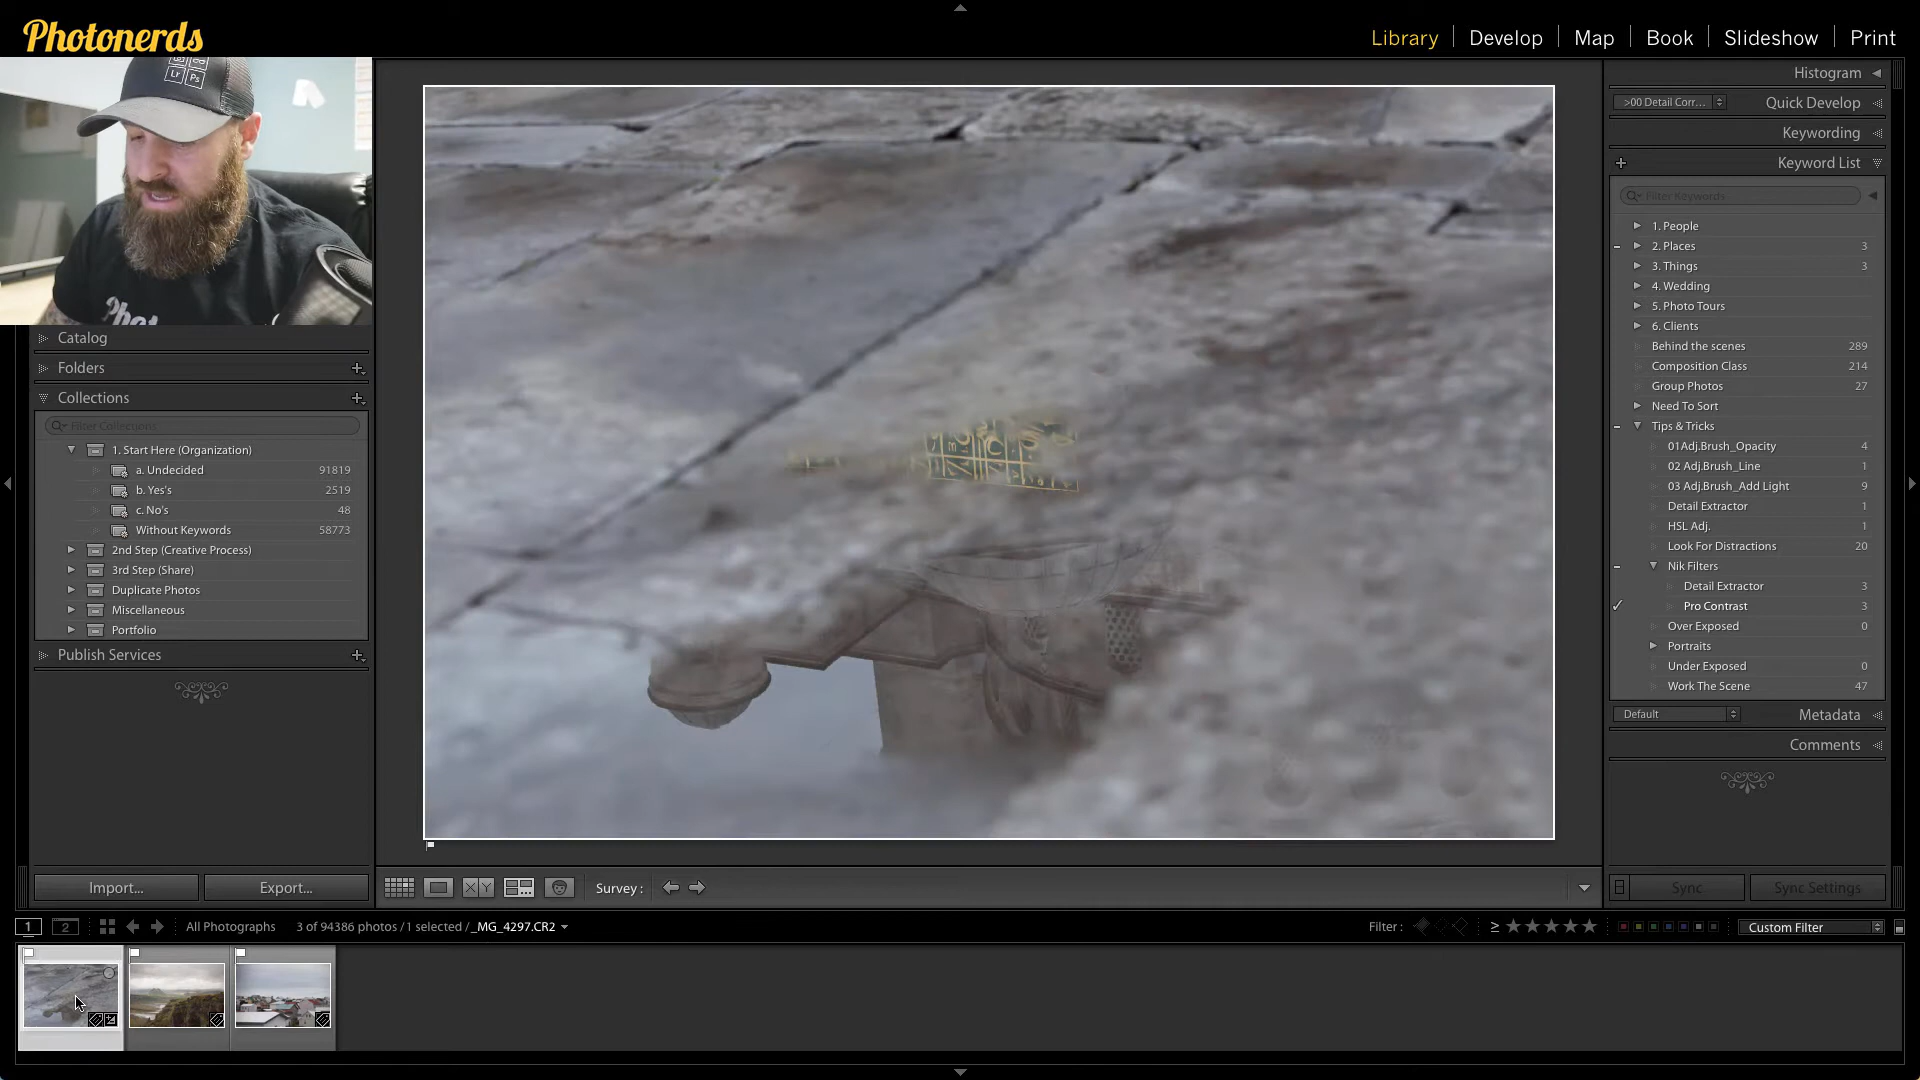 Photonerds
Library
Develop
Map
Book
Slideshow
Print
Lr
Ps
Histogram
>00 Detail Corr...
Quick Develop
Keywording
Keyword List
Filter Keywords
1. People
2. Places 3
3. Things 3
4. Wedding
5. Photo Tours
6. Clients
Behind the scenes 289
Composition Class 214
Group Photos 27
Need To Sort
Tips & Tricks
01Adj.Brush_Opacity 4
02 Adj.Brush_Line 1
03 Adj.Brush_Add Light 9
Detail Extractor 1
HSL Adj. 1
Look For Distractions 20
Nik Filters
Detail Extractor 3
Pro Contrast 3
Over Exposed 0
Portraits
Under Exposed 0
Work The Scene 47
Default
Metadata
Comments
Catalog
Folders
Collections
Filter Collections
1. Start Here (Organization)
a. Undecided 91819
b. Yes's 2519
c. No's 48
Without Keywords 58773
2nd Step (Creative Process)
3rd Step (Share)
Duplicate Photos
Miscellaneous
Portfolio
Publish Services
Import...
Export...
X Y
Survey :
Sync
Sync Settings
1
2
All Photographs
3 of 94386 photos / 1 selected / _MG_4297.CR2
Filter :
≥
Custom Filter